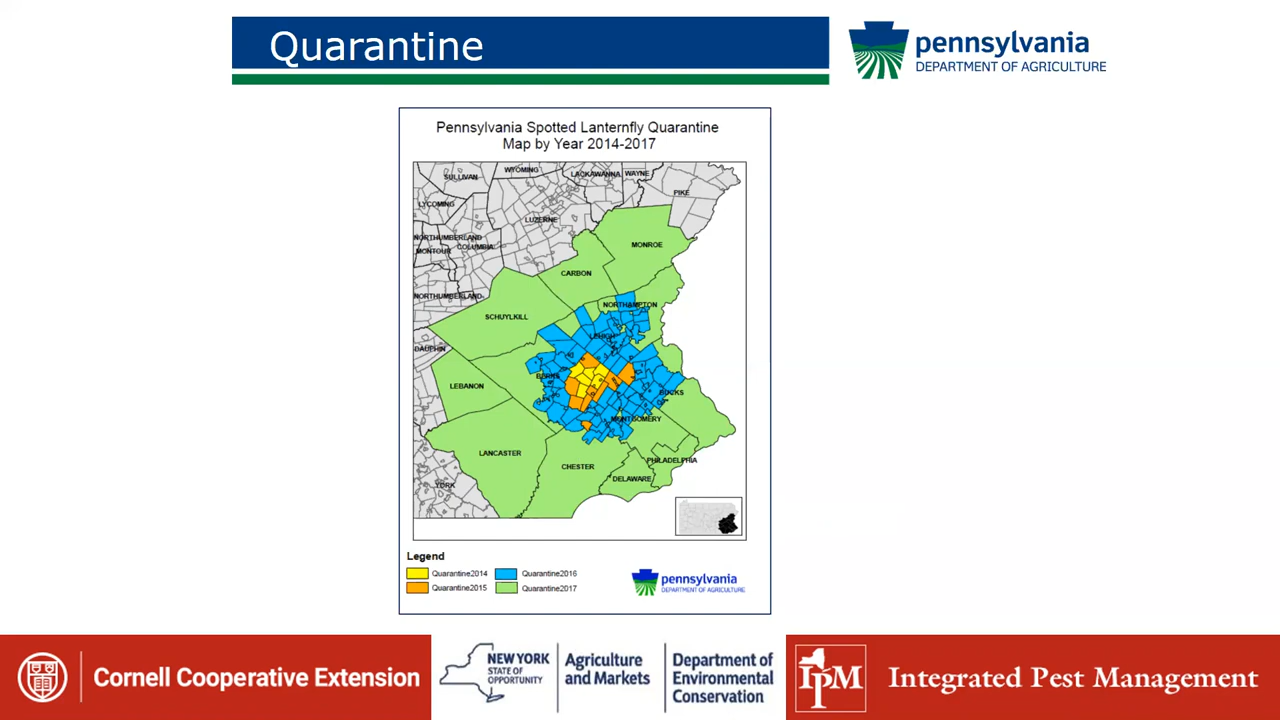 Quarantine
pennsylvania
DEPARTMENT OF AGRICULTURE
Pennsylvania Spotted Lanternfly Quarantine
Map by Year 2014-2017
SULLIVAN
WYOMING
LACKAWANNA
WAYNE
PIKE
LYCOMING
LUZERNE
NORTHUMBERLAND
COLUMBIA
MONTOUR
MONROE
CARBON
NORTHUMBERLAND
NORTHAMPTON
SCHUYLKILL
LEHIGH
DAUPHIN
BERKS
LEBANON
BUCKS
MONTGOMERY
LANCASTER
CHESTER
PHILADELPHIA
DELAWARE
YORK
Legend
Quarantine2014
Quarantine2016
Quarantine2015
Quarantine2017
pennsylvania
DEPARTMENT OF AGRICULTURE
Cornell Cooperative Extension
NEW YORK
STATE OF
OPPORTUNITY
Agriculture
and Markets
Department of
Environmental
Conservation
IPM
Integrated Pest Management